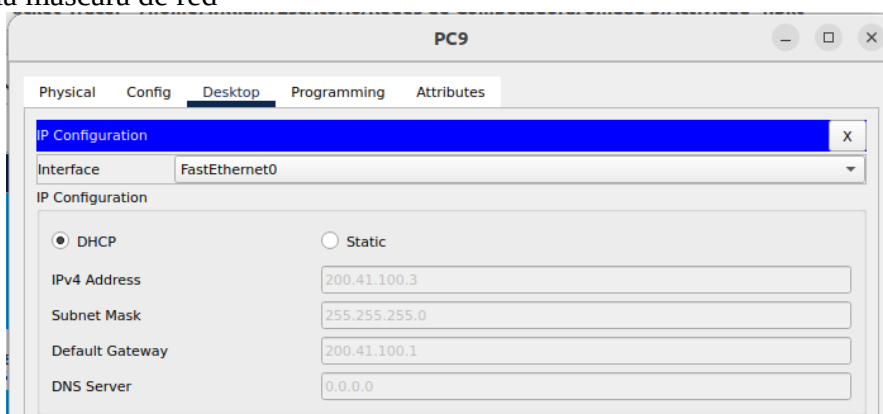 la máscara de red
PC9
Physical Config Desktop Programming Attributes
IP Configuration X
Interface FastEthernet0
IP Configuration
DHCP Static
IPv4 Address 200.41.100.3
Subnet Mask 255.255.255.0
Default Gateway 200.41.100.1
DNS Server 0.0.0.0